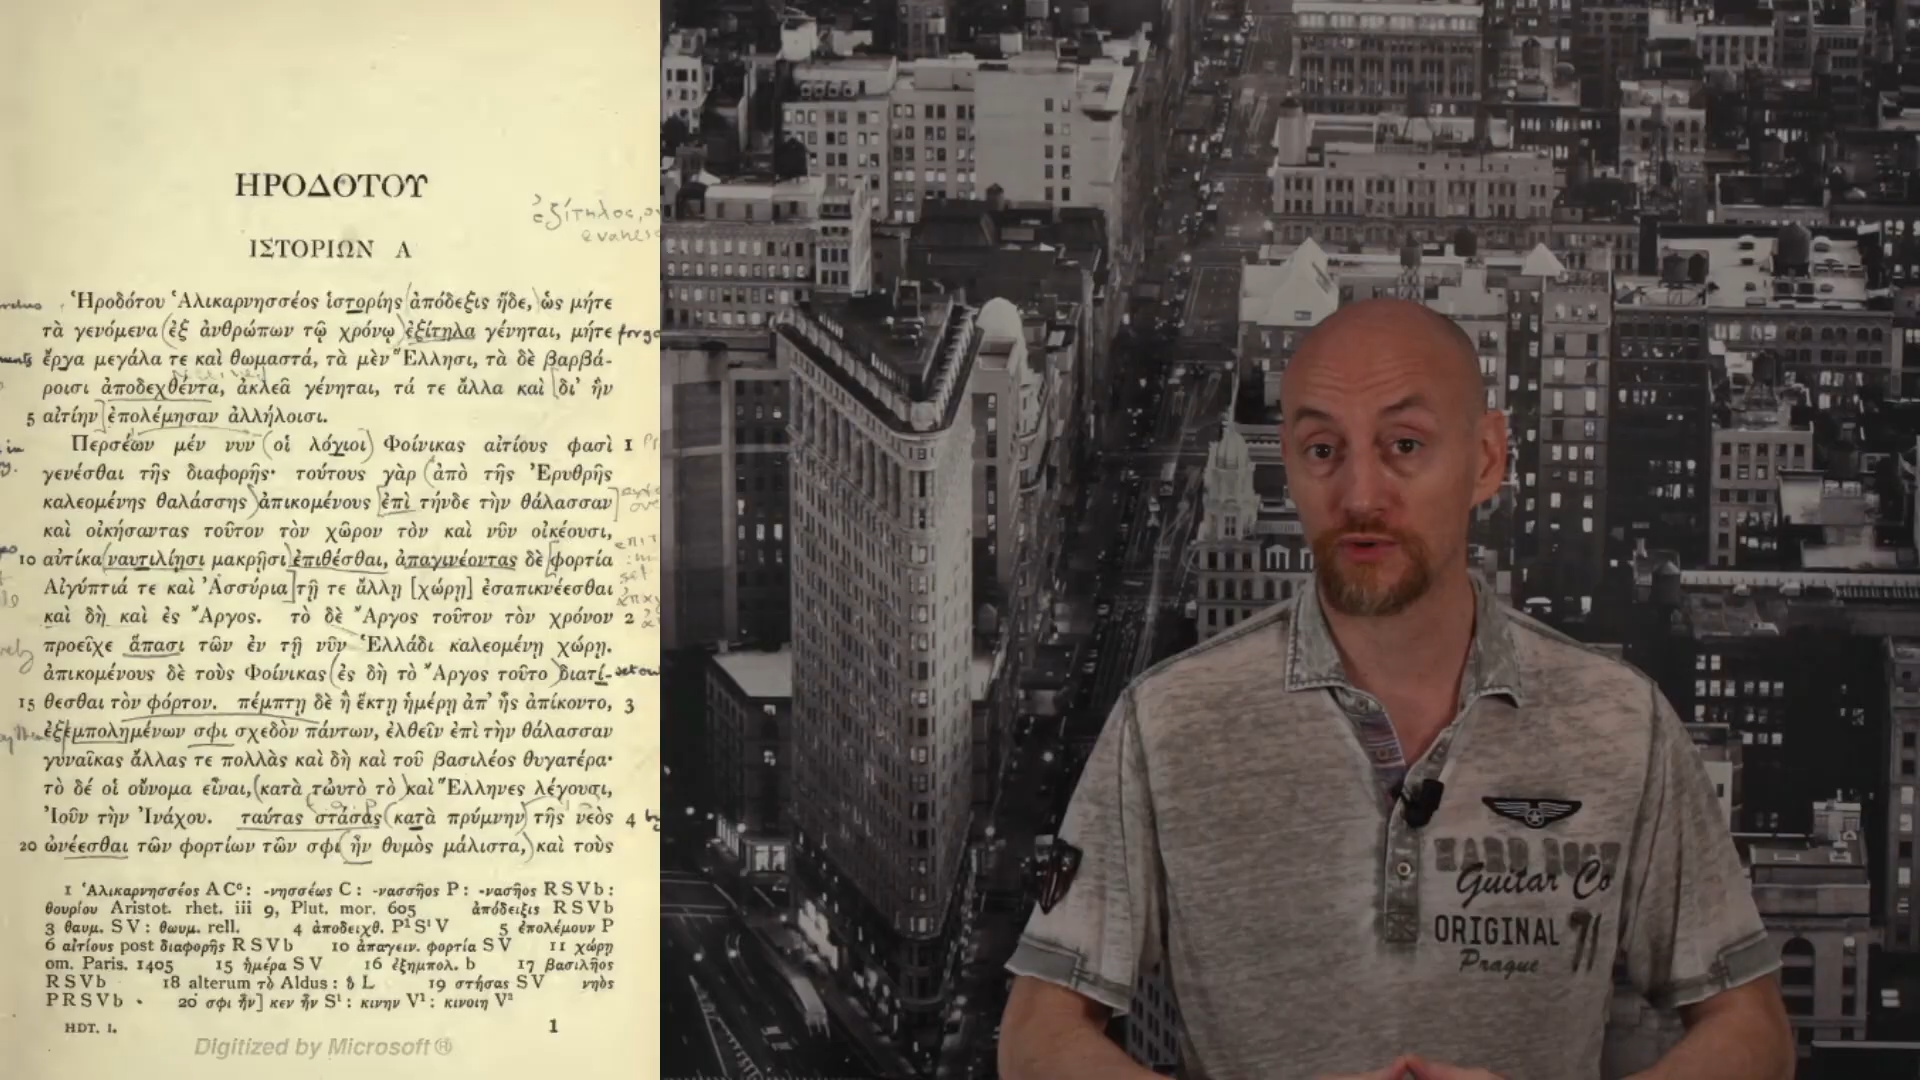 ΗΡΟΔΟΤΟΥ
ἐξίτηλος,
ΙΣΤΟΡΙΩΝ Α
Ἡροδότου Ἁλικαρνησσέος ἱστορίης ἀπόδεξις ἥδε, ὡς μήτε
τὰ γενόμενα ἐξ ἀνθρώπων τῷ χρόνῳ ἐξίτηλα γένηται, μήτε
ἔργα μεγάλα τε καὶ θωμαστά, τὰ μὲν Ἕλλησι, τὰ δὲ βαρβά-
ροισι ἀποδεχθέντα, ἀκλεᾶ γένηται, τά τε ἄλλα καὶ δι' ἣν
5 αἰτίην ἐπολέμησαν ἀλλήλοισι.
Περσέων μέν νυν οἱ λόγιοι Φοίνικας αἰτίους φασὶ 1
γενέσθαι τῆς διαφορῆς· τούτους γὰρ ἀπὸ τῆς Ἐρυθρῆς
καλεομένης θαλάσσης ἀπικομένους ἐπὶ τήνδε τὴν θάλασσαν
καὶ οἰκήσαντας τοῦτον τὸν χῶρον τὸν καὶ νῦν οἰκέουσι,
10 αὐτίκα ναυτιλίῃσι μακρῇσι ἐπιθέσθαι, ἀπαγινέοντας δὲ φορτία
Αἰγύπτιά τε καὶ Ἀσσύρια τῇ τε ἄλλῃ [χώρῃ] ἐσαπικνέεσθαι
καὶ δὴ καὶ ἐς Ἄργος. τὸ δὲ Ἄργος τοῦτον τὸν χρόνον 2
προεῖχε ἅπασι τῶν ἐν τῇ νῦν Ἑλλάδι καλεομένῃ χώρῃ.
ἀπικομένους δὲ τοὺς Φοίνικας ἐς δὴ τὸ Ἄργος τοῦτο διατί-
15 θεσθαι τὸν φόρτον. πέμπτῃ δὲ ἢ ἕκτῃ ἡμέρῃ ἀπ' ἧς ἀπίκοντο, 3
ἐξεμπολημένων σφι σχεδὸν πάντων, ἐλθεῖν ἐπὶ τὴν θάλασσαν
γυναῖκας ἄλλας τε πολλὰς καὶ δὴ καὶ τοῦ βασιλέος θυγατέρα·
τὸ δέ οἱ οὔνομα εἶναι, κατὰ τὠυτὸ τὸ καὶ Ἕλληνες λέγουσι,
Ἰοῦν τὴν Ἰνάχου. ταύτας στάσας κατὰ πρύμνην τῆς νεὸς 4
20 ὠνέεσθαι τῶν φορτίων τῶν σφι ἦν θυμὸς μάλιστα, καὶ τοὺς
1 Ἁλικαρνησσέος ACᶜ: -νησσέως C: -νασσῆος P: -νασῆος RSVb:
θουρίου Aristot. rhet. iii 9, Plut. mor. 605 ἀπόδειξις RSVb
3 θαυμ. SV: θωυμ. rell. 4 ἀποδειχθ. P¹S¹V 5 ἐπολέμουν P
6 αἰτίους post διαφορῆς RSVb 10 ἀπαγειν. φορτία SV 11 χώρῃ
om. Paris. 1405 15 ἡμέρα SV 16 ἐξημπολ. b 17 βασιλῆος
RSVb 18 alterum τὸ Aldus: ὃ L 19 στήσας SV νηὸς
PRSVb 20 σφι ἦν] κεν ἦν S¹: κινην V¹: κινοιη V²
HDT. I. 1
Digitized by Microsoft®
Guitar Co
ORIGINAL 71
Prague